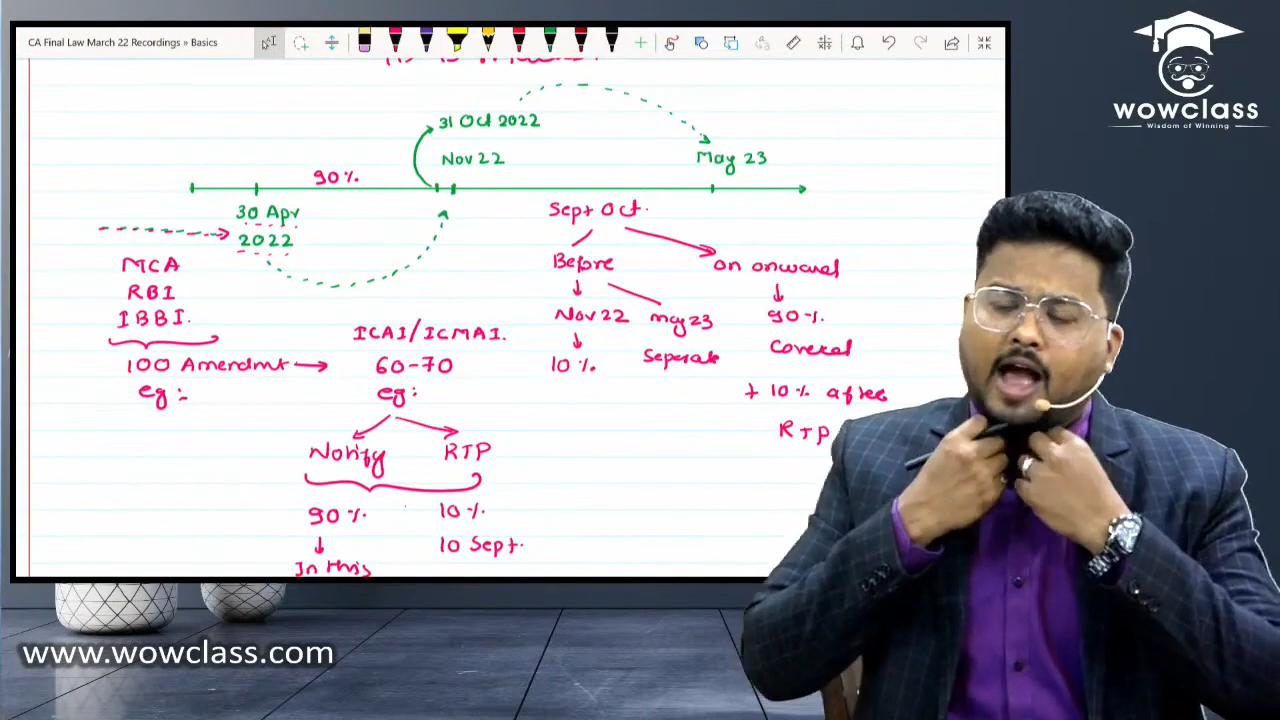 CA Final Law March 22 Recordings » Basics
wowclass
Wisdom of Winning
31 Oct 2022
Nov 22
May 23
90%
30 Apr
2022
MCA
RBI
IBBI.
100 Amendmt
eg:-
ICAI/ICMAI.
60-70
eg:
Notify
RTP
90%.
10%.
10 Sept.
In this
Sept Oct.
Before
on onward
Nov 22
may 23
90%.
10%.
Seperate
Covered
+ 10% after
RTP
www.wowclass.com